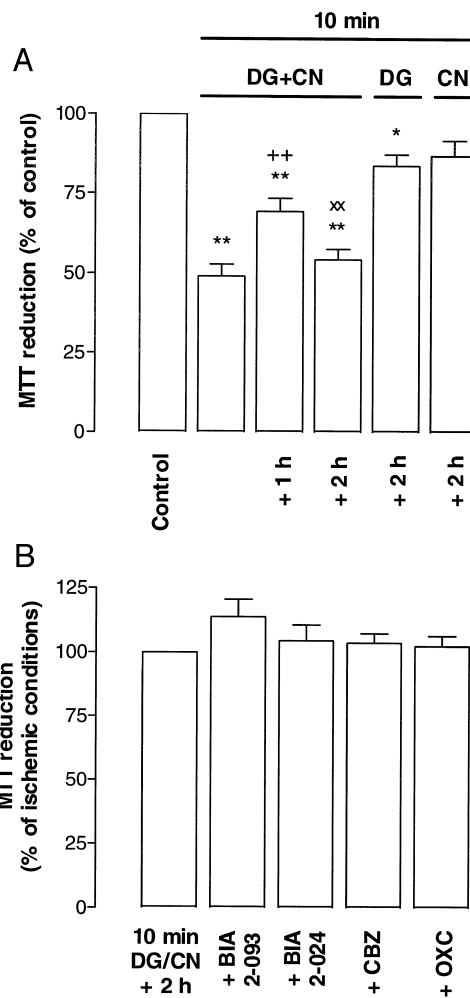 10 min
A
DG+CN DG CN
MTT reduction (% of control)
100
75
50
25
0
**
++
**
xx
**
*
Control
+ 1 h
+ 2 h
+ 2 h
+ 2 h
B
MTT reduction
(% of ischemic conditions)
125
100
75
50
25
0
10 min
DG/CN
+ 2 h
+ BIA
2-093
+ BIA
2-024
+ CBZ
+ OXC